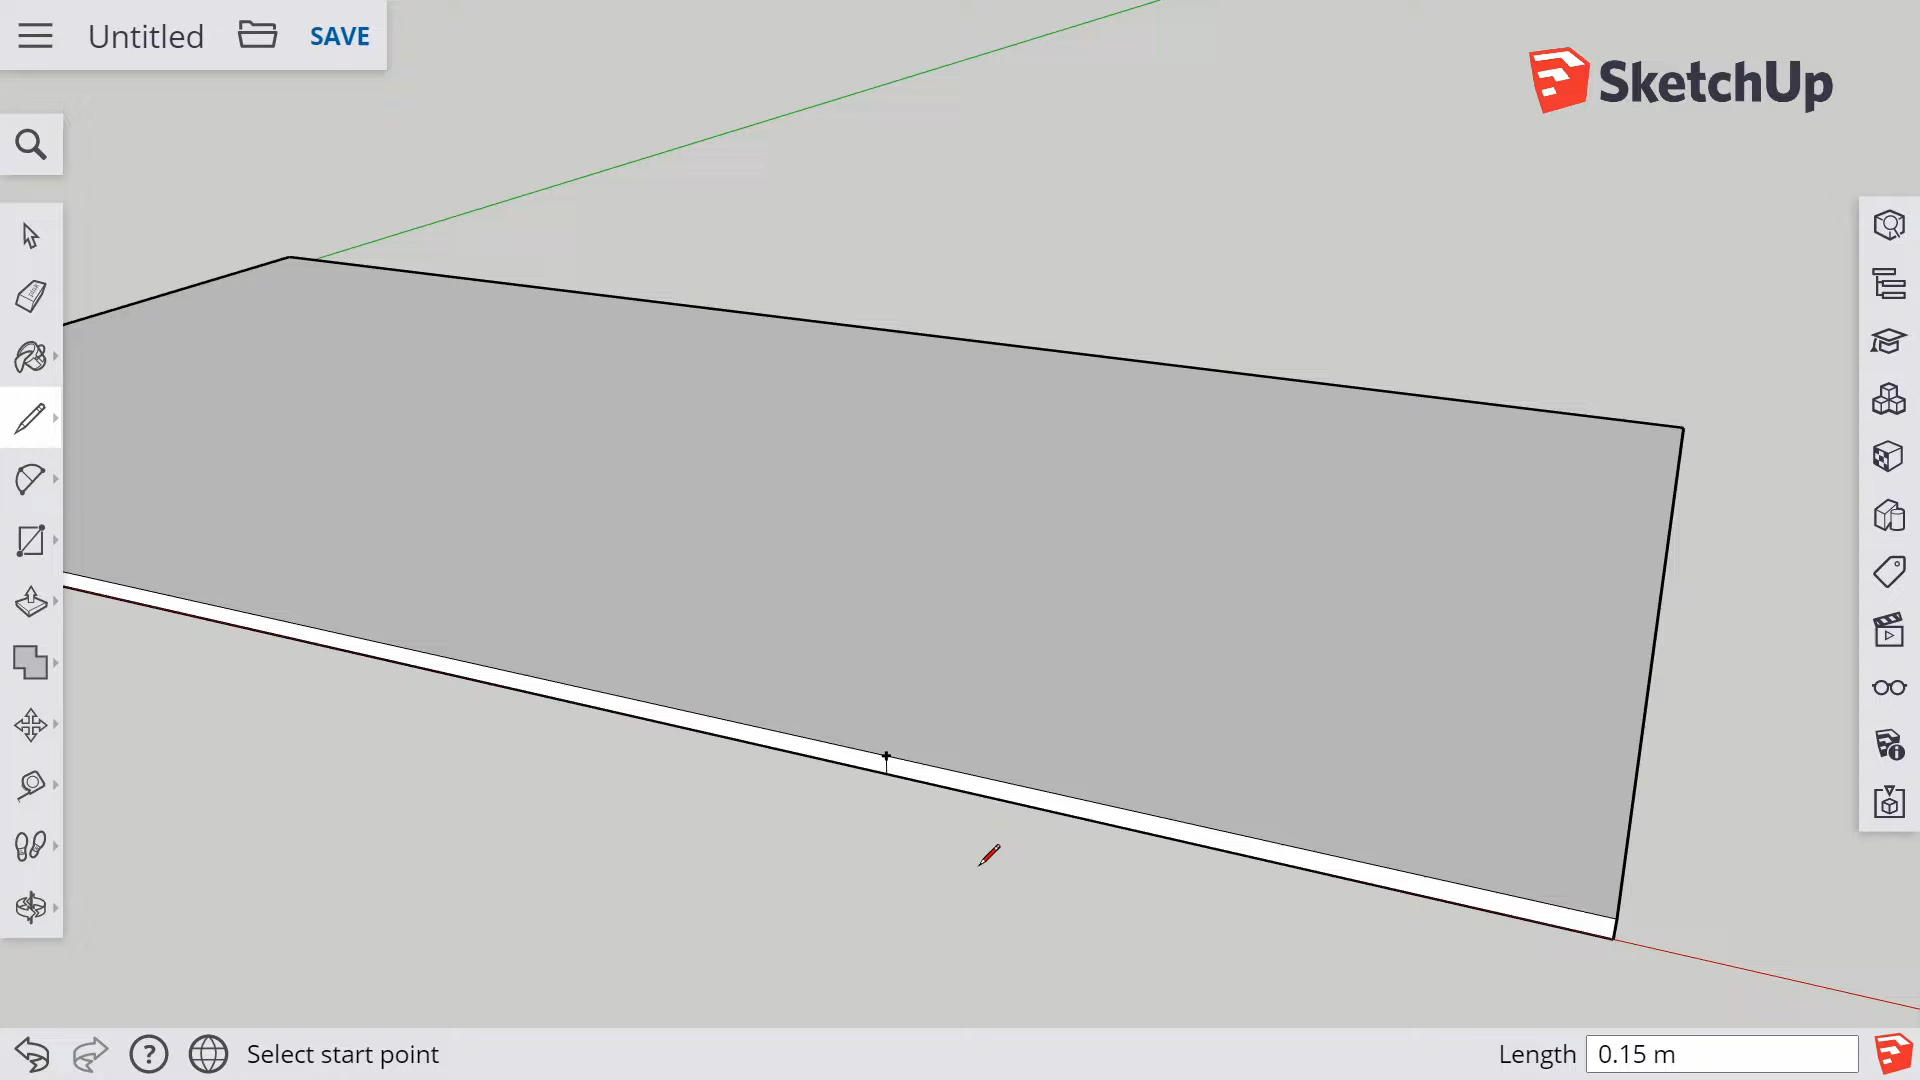 Untitled
SAVE
SketchUp
Select start point
Length
0.15 m